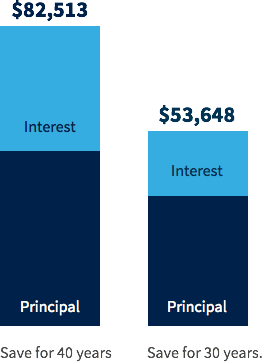 $82,513
Interest
Principal
Save for 40 years
$53,648
Interest
Principal
Save for 30 years.